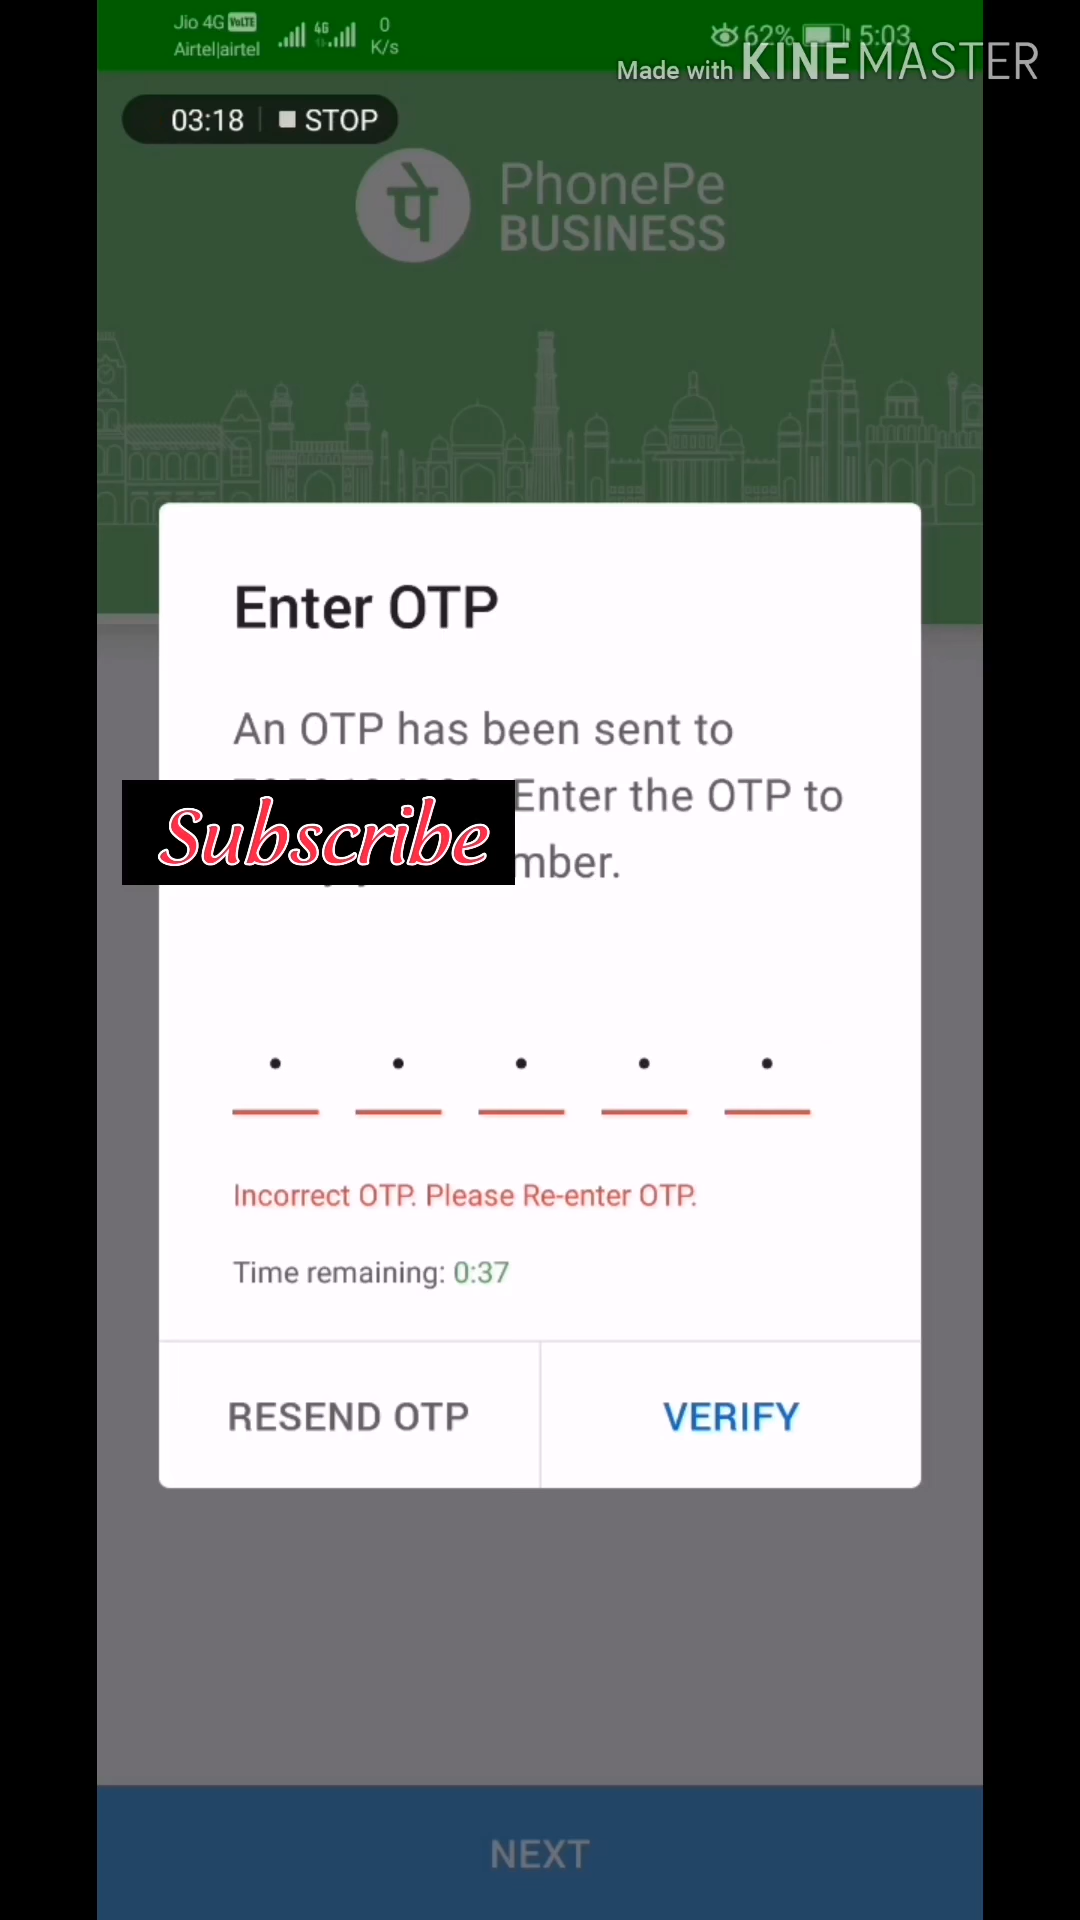 Jio 4G VoLTE
Airtel|airtel
4G
0
K/s
62%
5:03
Made with KINEMASTER
03:18
STOP
पे
PhonePe
BUSINESS
Enter OTP
An OTP has been sent to
Enter the OTP to
Subscribe
mber.
Incorrect OTP. Please Re-enter OTP.
Time remaining: 0:37
RESEND OTP
VERIFY
NEXT